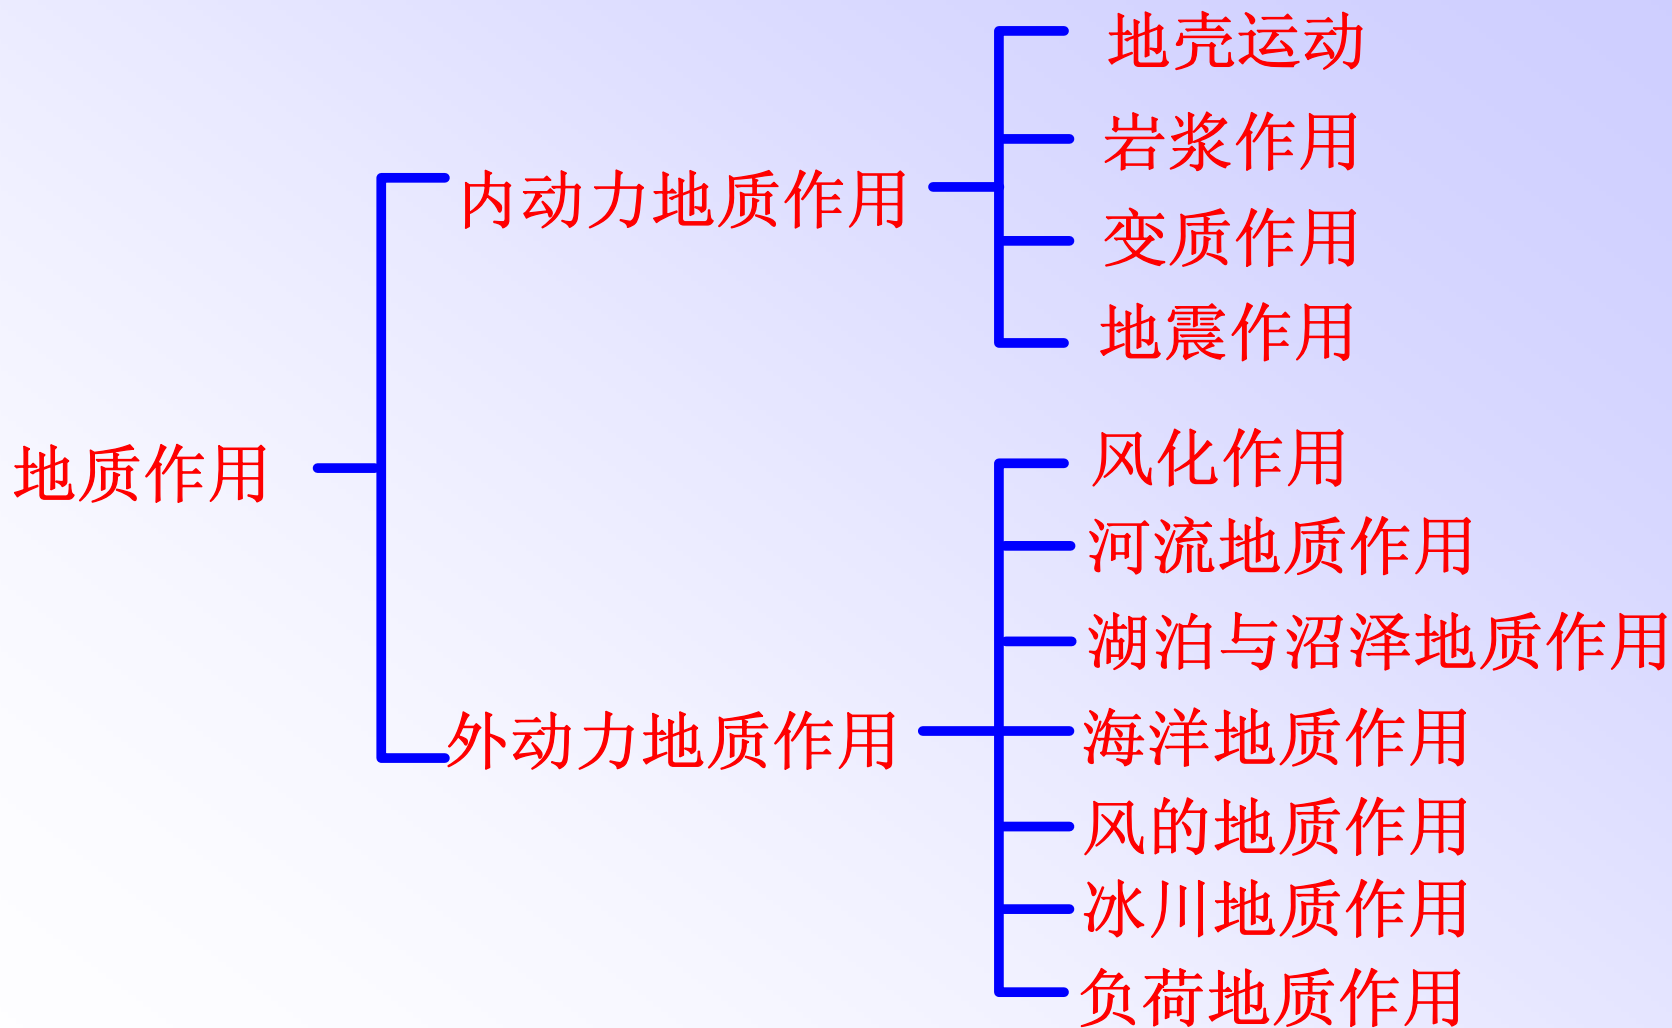 地质作用
内动力地质作用
地壳运动
岩浆作用
变质作用
地震作用
外动力地质作用
风化作用
河流地质作用
湖泊与沼泽地质作用
海洋地质作用
风的地质作用
冰川地质作用
负荷地质作用